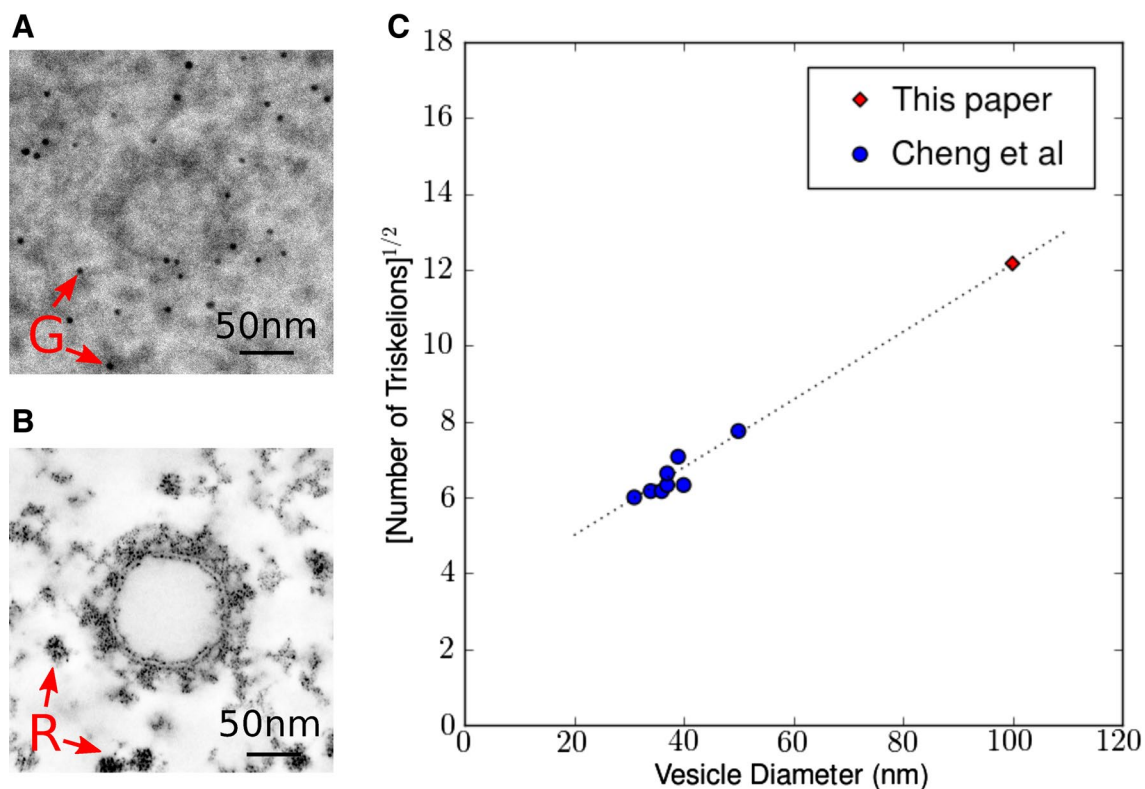 A
G
50nm
B
R
50nm
C
18
16
14
12
10
8
6
4
2
0
[Number of Triskelions]^{1/2}
This paper
Cheng et al
0 20 40 60 80 100 120
Vesicle Diameter (nm)